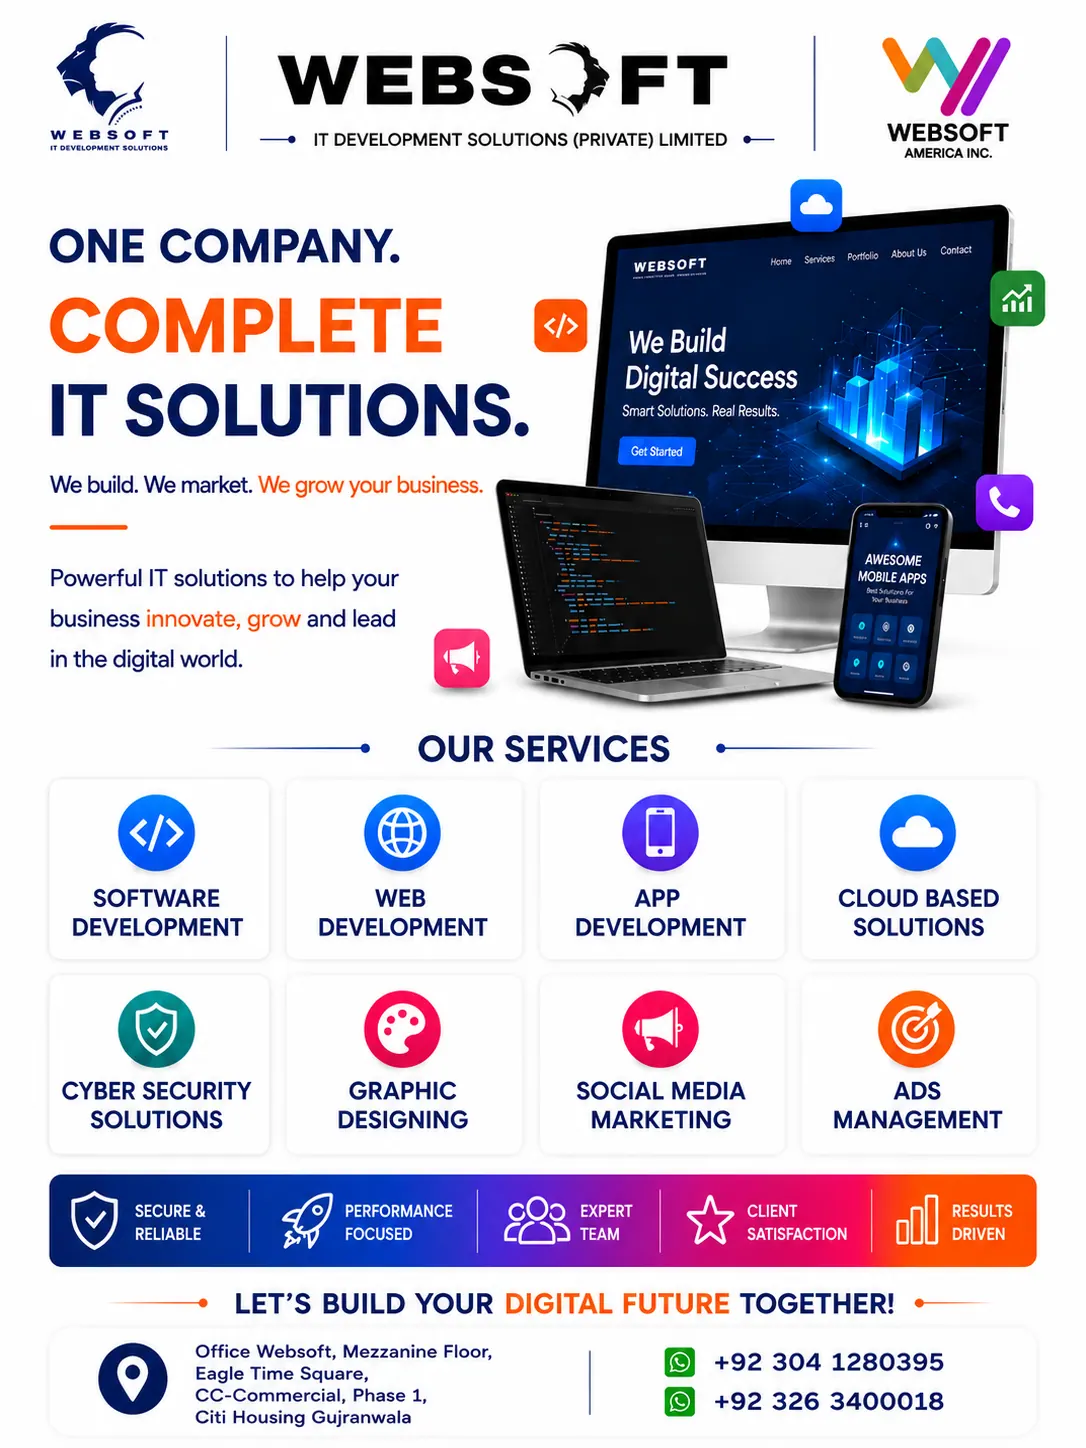 WEBSOFT
IT DEVELOPMENT SOLUTIONS
WEBSOFT
IT DEVELOPMENT SOLUTIONS (PRIVATE) LIMITED
WEBSOFT
AMERICA INC.
ONE COMPANY.
COMPLETE
IT SOLUTIONS.
We build. We market. We grow your business.
Powerful IT solutions to help your
business innovate, grow and lead
in the digital world.
WEBSOFT
Home Services Portfolio About Us Contact
We Build
Digital Success
Smart Solutions. Real Results.
Get Started
AWESOME
MOBILE APPS
Best Solutions For
Your Business
OUR SERVICES
SOFTWARE
DEVELOPMENT
WEB
DEVELOPMENT
APP
DEVELOPMENT
CLOUD BASED
SOLUTIONS
CYBER SECURITY
SOLUTIONS
GRAPHIC
DESIGNING
SOCIAL MEDIA
MARKETING
ADS
MANAGEMENT
SECURE &
RELIABLE
PERFORMANCE
FOCUSED
EXPERT
TEAM
CLIENT
SATISFACTION
RESULTS
DRIVEN
LET'S BUILD YOUR DIGITAL FUTURE TOGETHER!
Office Websoft, Mezzanine Floor,
Eagle Time Square,
CC-Commercial, Phase 1,
Citi Housing Gujranwala
+92 304 1280395
+92 326 3400018